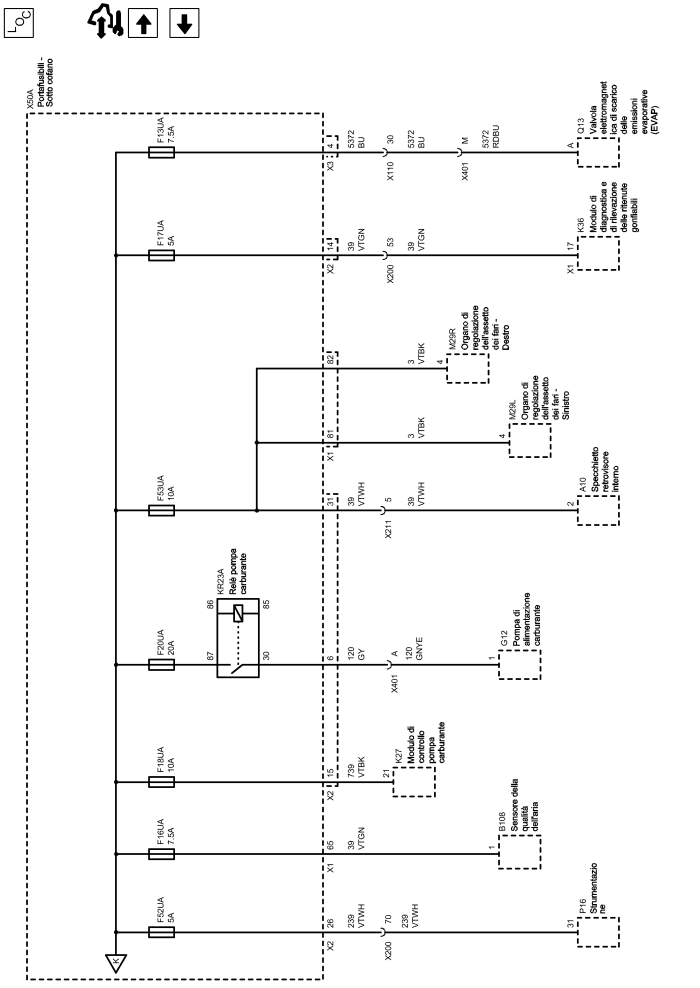 LOC
X50A
Portafusibili -
Sotto cofano
F13UA
7.5A
4
X3
5372
BU
30
X110
5372
BU
M
X401
5372
RDBU
A
Q13
Valvola
elettromagnet
ica di scarico
delle
emissioni
evaporative
(EVAP)
F17UA
5A
14
X2
39
VTGN
53
X200
39
VTGN
17
X1
K36
Modulo di
diagnostica e
di rilevazione
delle ritenute
gonfiabili
82
3
VTBK
4
M29R
Organo di
regolazione
dell'assetto
dei fari -
Destro
81
X1
3
VTBK
4
M29L
Organo di
regolazione
dell'assetto
dei fari -
Sinistro
F53UA
10A
31
39
VTWH
5
X211
39
VTWH
2
A10
Specchietto
retrovisore
interno
F20UA
20A
KR23A
Relè pompa
carburante
86
85
87
30
6
120
GY
A
X401
120
GNYE
1
G12
Pompa di
alimentazione
carburante
F18UA
10A
15
X2
739
VTBK
21
K27
Modulo di
controllo
pompa
carburante
F16UA
7.5A
65
X1
39
VTGN
1
B108
Sensore della
qualità
dell'aria
F52UA
5A
26
X2
239
VTWH
70
X200
239
VTWH
31
P16
Strumentazio
ne
K